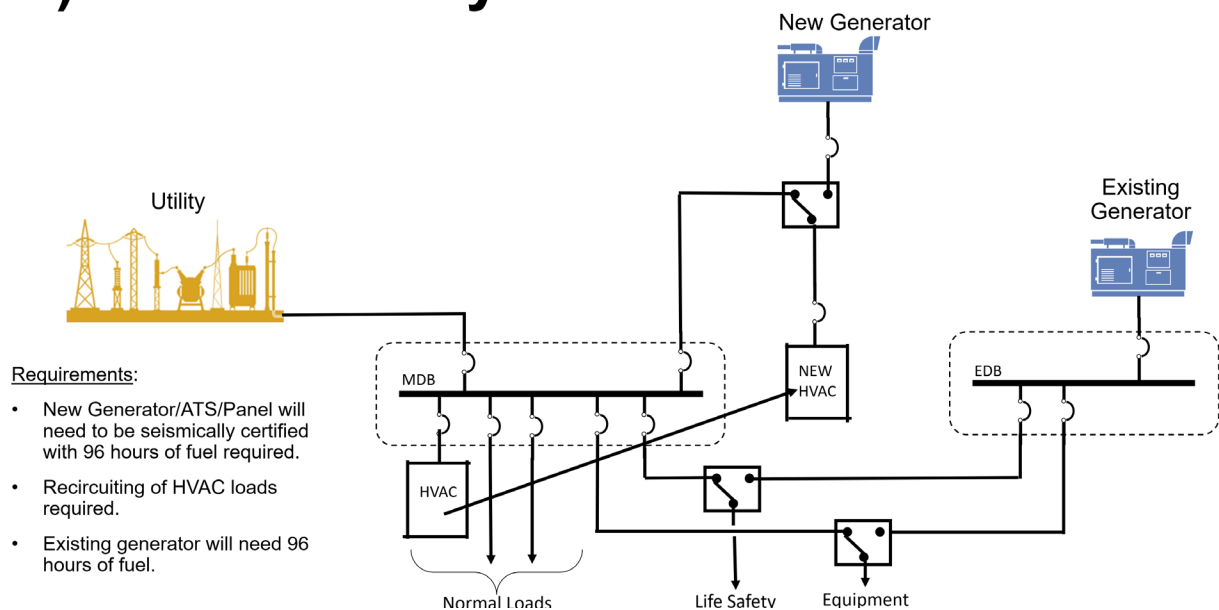 New Generator
Utility
Existing
Generator
Requirements:
• New Generator/ATS/Panel will
need to be seismically certified
with 96 hours of fuel required.
• Recircuiting of HVAC loads
required.
• Existing generator will need 96
hours of fuel.
MDB
NEW
HVAC
EDB
HVAC
Normal Loads
Life Safety
Equipment